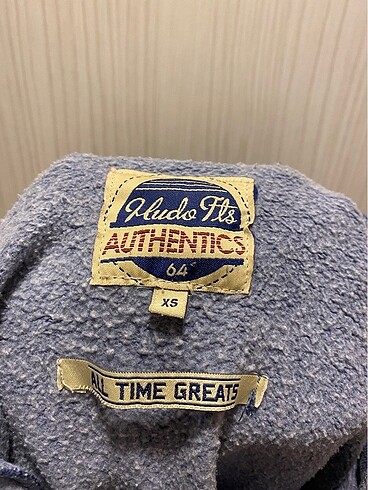 Hudo Fls
AUTHENTICS
64
XS
ALL TIME GREATS